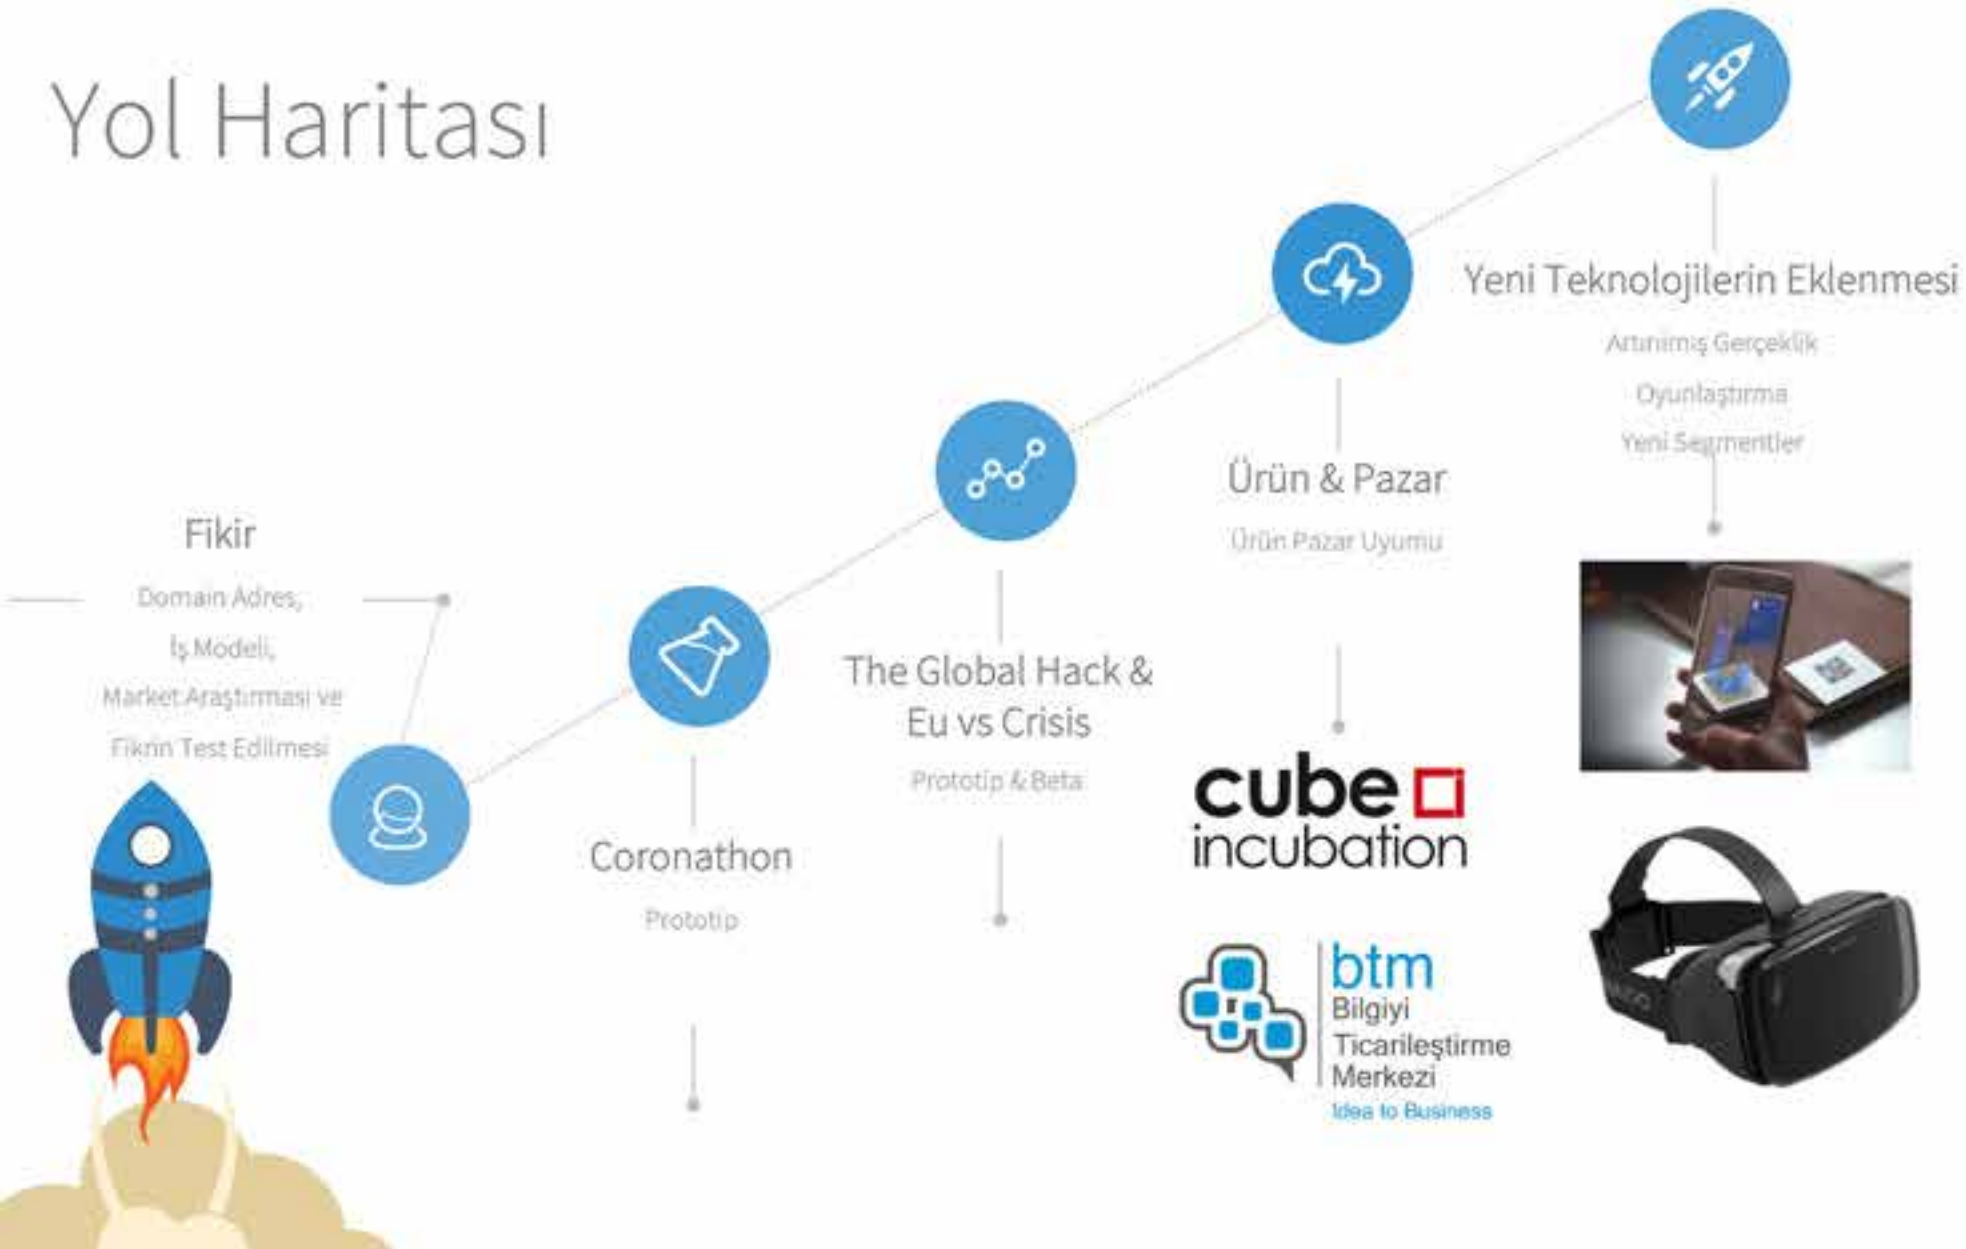 Yol Haritası
Fikir
Domain Adres,
İş Modeli,
Market Araştırması ve
Fikrin Test Edilmesi
Coronathon
Prototip
The Global Hack &
Eu vs Crisis
Prototip & Beta
Ürün & Pazar
Ürün Pazar Uyumu
cube
incubation
btm
Bilgiyi
Ticarileştirme
Merkezi
Idea to Business
Yeni Teknolojilerin Eklenmesi
Artırılmış Gerçeklik
Oyunlaştırma
Yeni Segmentler